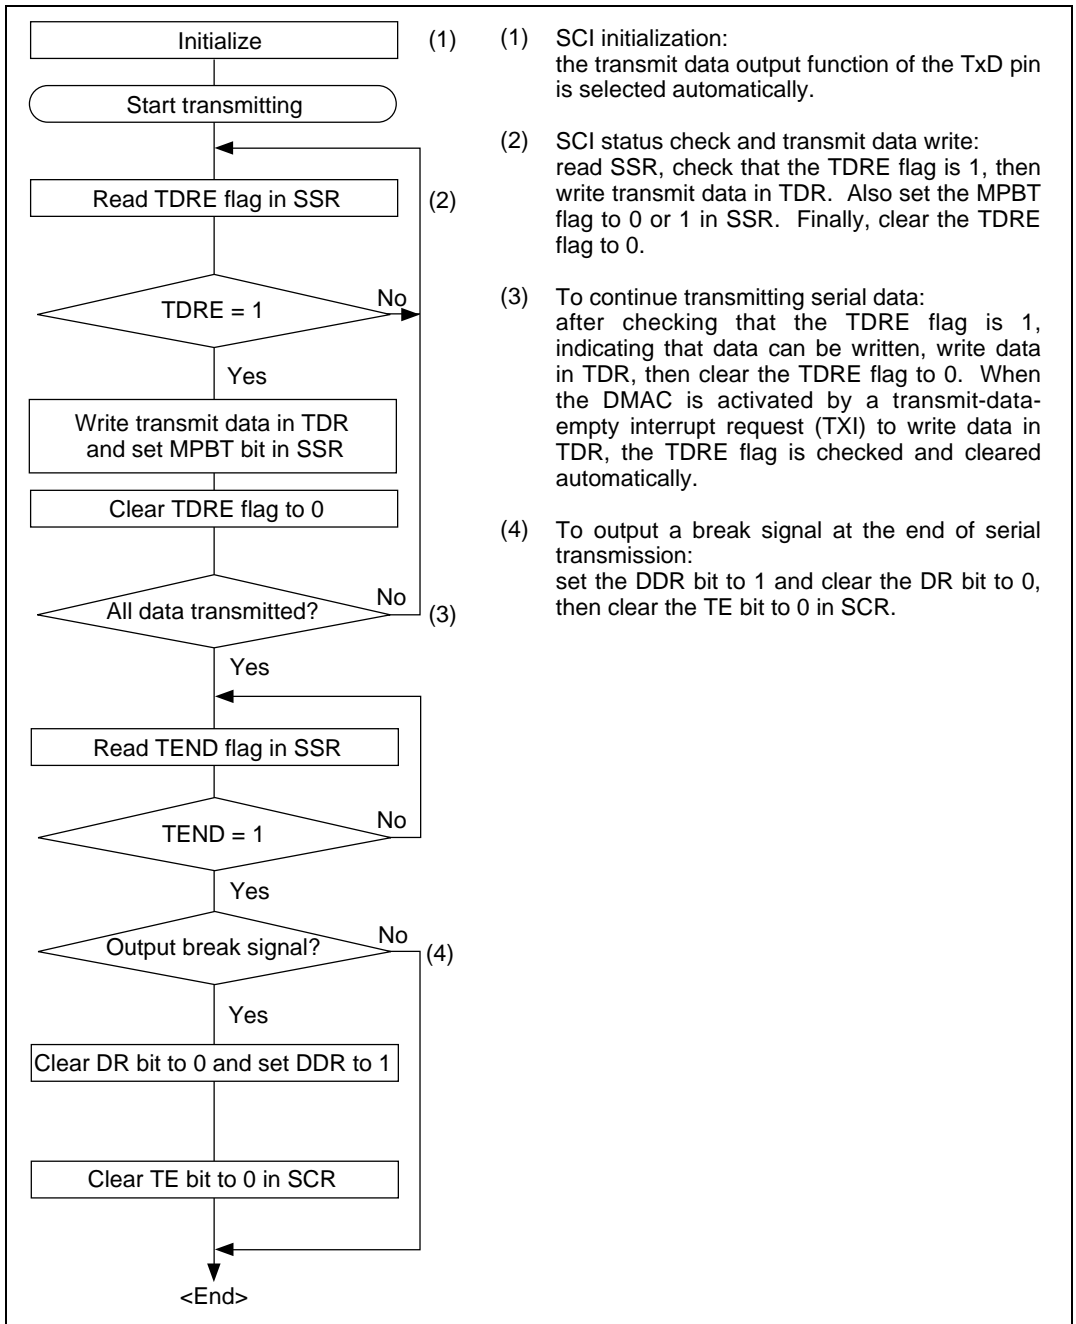 Initialize
(1)
Start transmitting
Read TDRE flag in SSR
(2)
TDRE = 1
No
Yes
Write transmit data in TDR
and set MPBT bit in SSR
Clear TDRE flag to 0
All data transmitted?
No
(3)
Yes
Read TEND flag in SSR
TEND = 1
No
Yes
Output break signal?
No
(4)
Yes
Clear DR bit to 0 and set DDR to 1
Clear TE bit to 0 in SCR
<End>
(1) SCI initialization:
the transmit data output function of the TxD pin
is selected automatically.
(2) SCI status check and transmit data write:
read SSR, check that the TDRE flag is 1, then
write transmit data in TDR. Also set the MPBT
flag to 0 or 1 in SSR. Finally, clear the TDRE
flag to 0.
(3) To continue transmitting serial data:
after checking that the TDRE flag is 1,
indicating that data can be written, write data
in TDR, then clear the TDRE flag to 0. When
the DMAC is activated by a transmit-data-
empty interrupt request (TXI) to write data in
TDR, the TDRE flag is checked and cleared
automatically.
(4) To output a break signal at the end of serial
transmission:
set the DDR bit to 1 and clear the DR bit to 0,
then clear the TE bit to 0 in SCR.